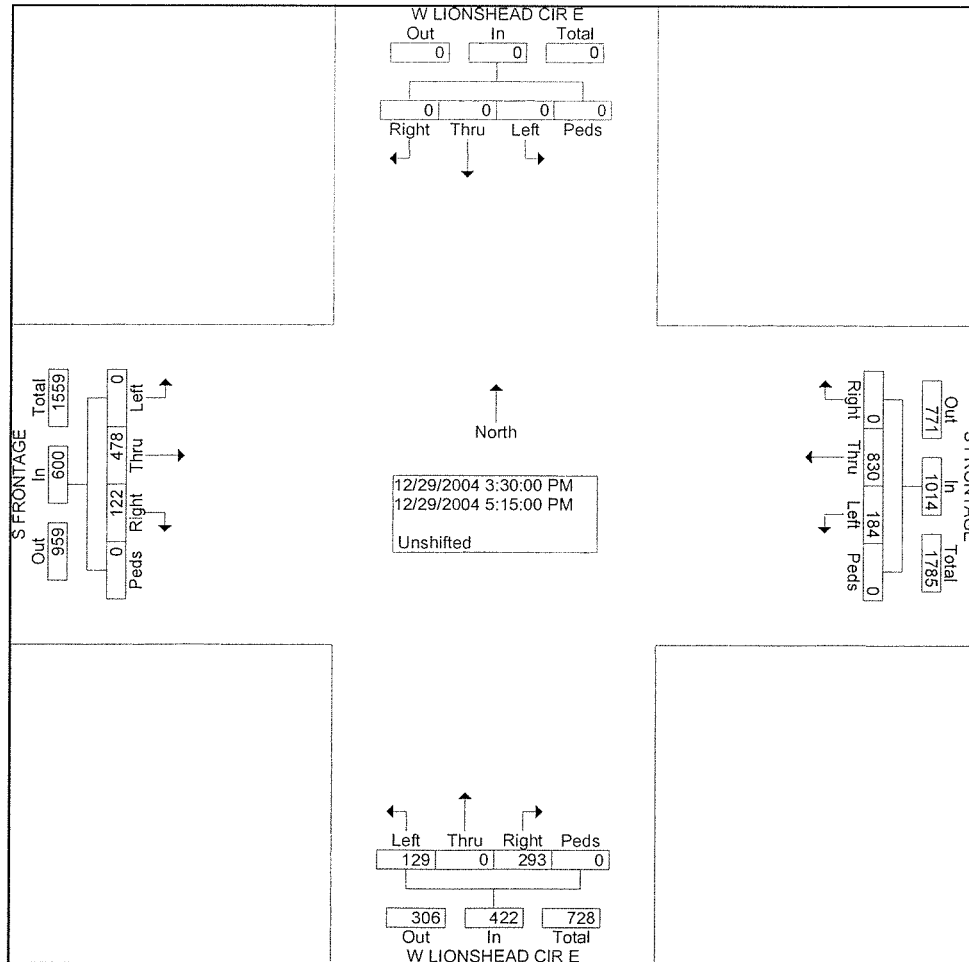 W LIONSHEAD CIR E
Out In Total
0 0 0
0 0 0 0
Right Thru Left Peds
S FRONTAGE
Total In Out
1559 600 959
0 478 122 0
Left Thru Right Peds
North
12/29/2004 3:30:00 PM
12/29/2004 5:15:00 PM
Unshifted
Right Thru Left Peds
0 830 184 0
771 1014 1785
Out In Total
S FRONTAGE
Left Thru Right Peds
129 0 293 0
306 422 728
Out In Total
W LIONSHEAD CIR E